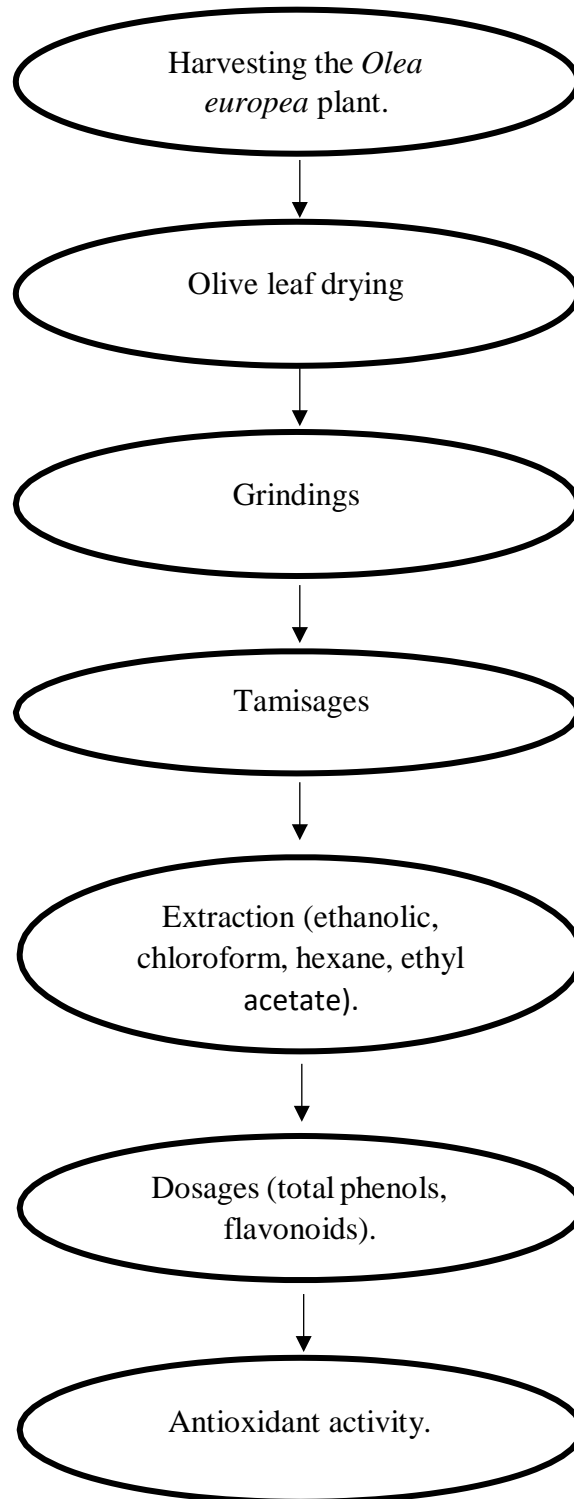 Harvesting the Olea
europea plant.
Olive leaf drying
Grindings
Tamisages
Extraction (ethanolic,
chloroform, hexane, ethyl
acetate).
Dosages (total phenols,
flavonoids).
Antioxidant activity.